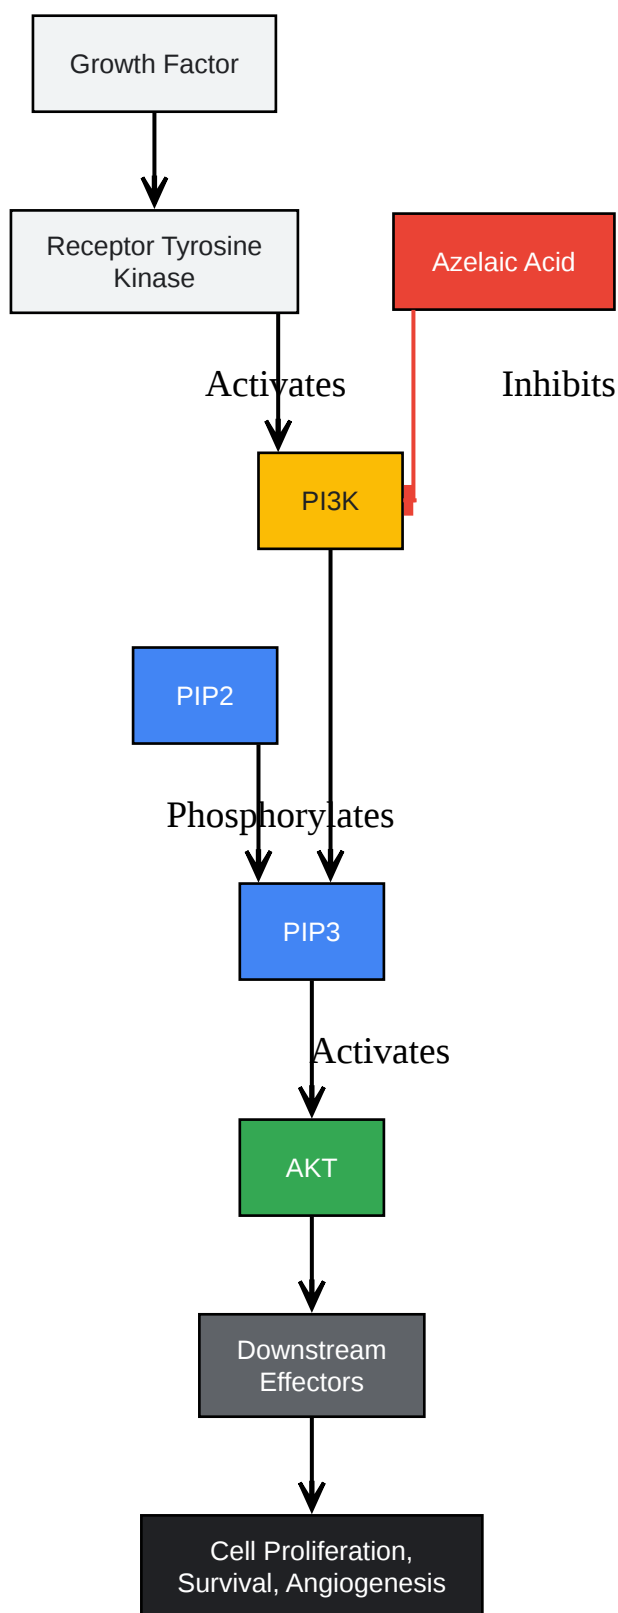 Growth Factor
Receptor Tyrosine
Kinase
Azelaic Acid
Activates
Inhibits
PI3K
PIP2
Phosphorylates
PIP3
Activates
AKT
Downstream
Effectors
Cell Proliferation,
Survival, Angiogenesis